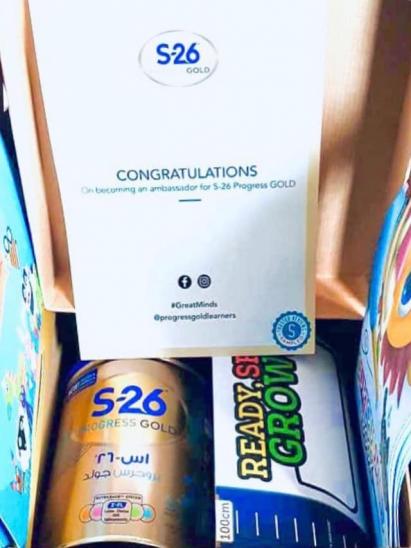 S-26
GOLD
CONGRATULATIONS
On becoming an ambassador for S-26 Progress GOLD
#GreatMinds
@progressgoldlearners
S
S-26
PROGRESS GOLD
اس-٢٦
بروجرس جولد
READY, S
GROW
100cm